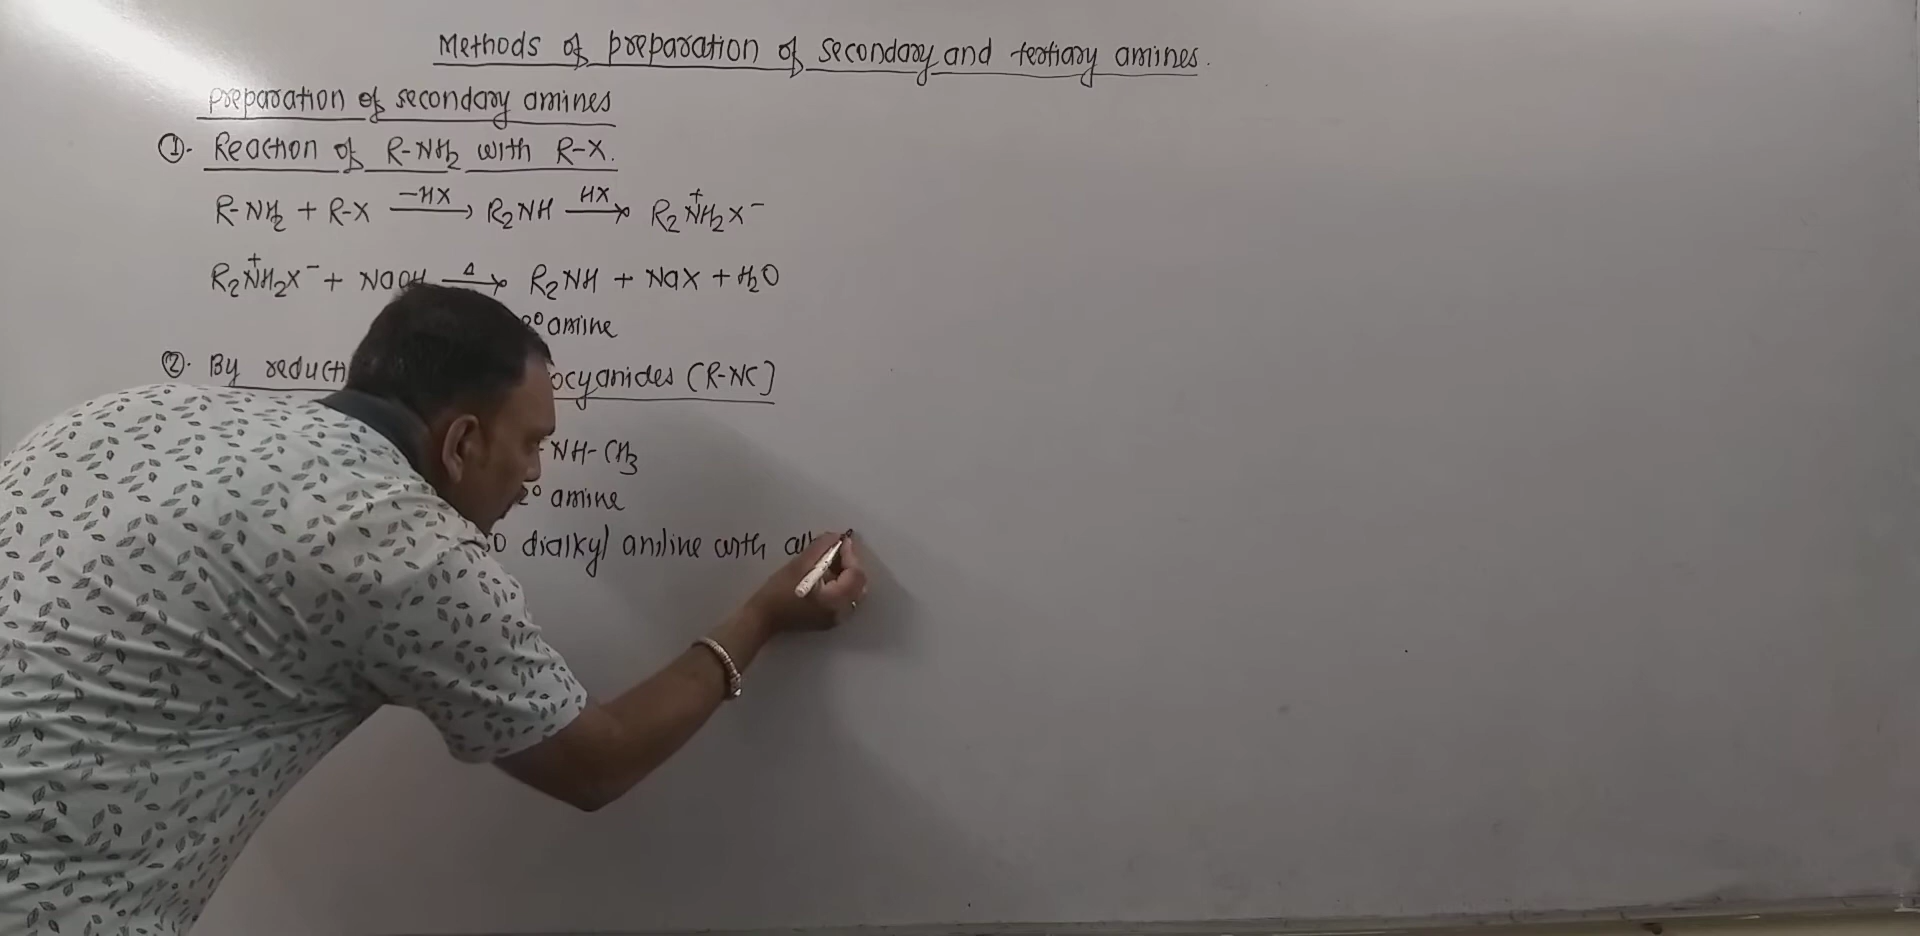 Methods of preparation of secondary and tertiary amines.
preparation of secondary amines
①. Reaction of R-NH₂ with R-X.
R-NH₂ + R-X —-HX→ R₂NH —HX→ R₂N⁺H₂X⁻
R₂N⁺H₂X⁻ + NaOH —Δ→ R₂NH + NaX + H₂O
2° amine
②. By (R-NC)
NH-CH₃
2° amine
dialkyl aniline with